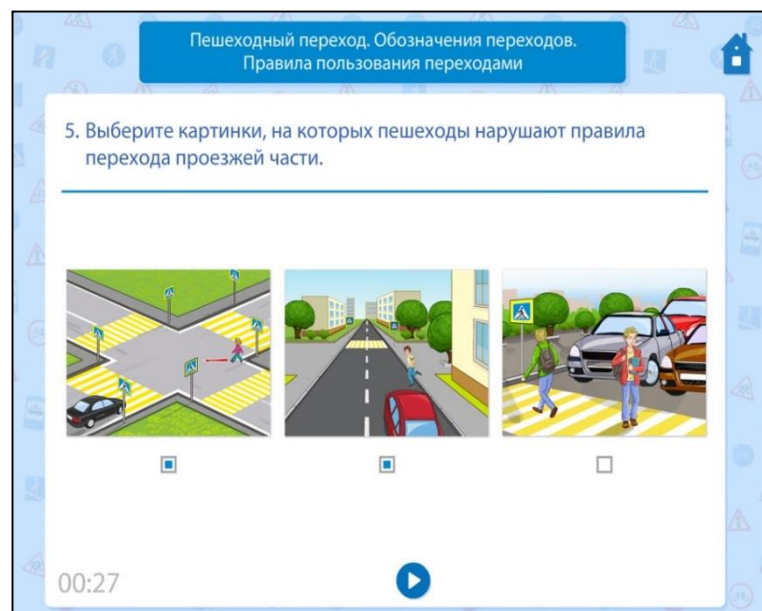 Пешеходный переход. Обозначения переходов.
Правила пользования переходами
5. Выберите картинки, на которых пешеходы нарушают правила
перехода проезжей части.
00:27